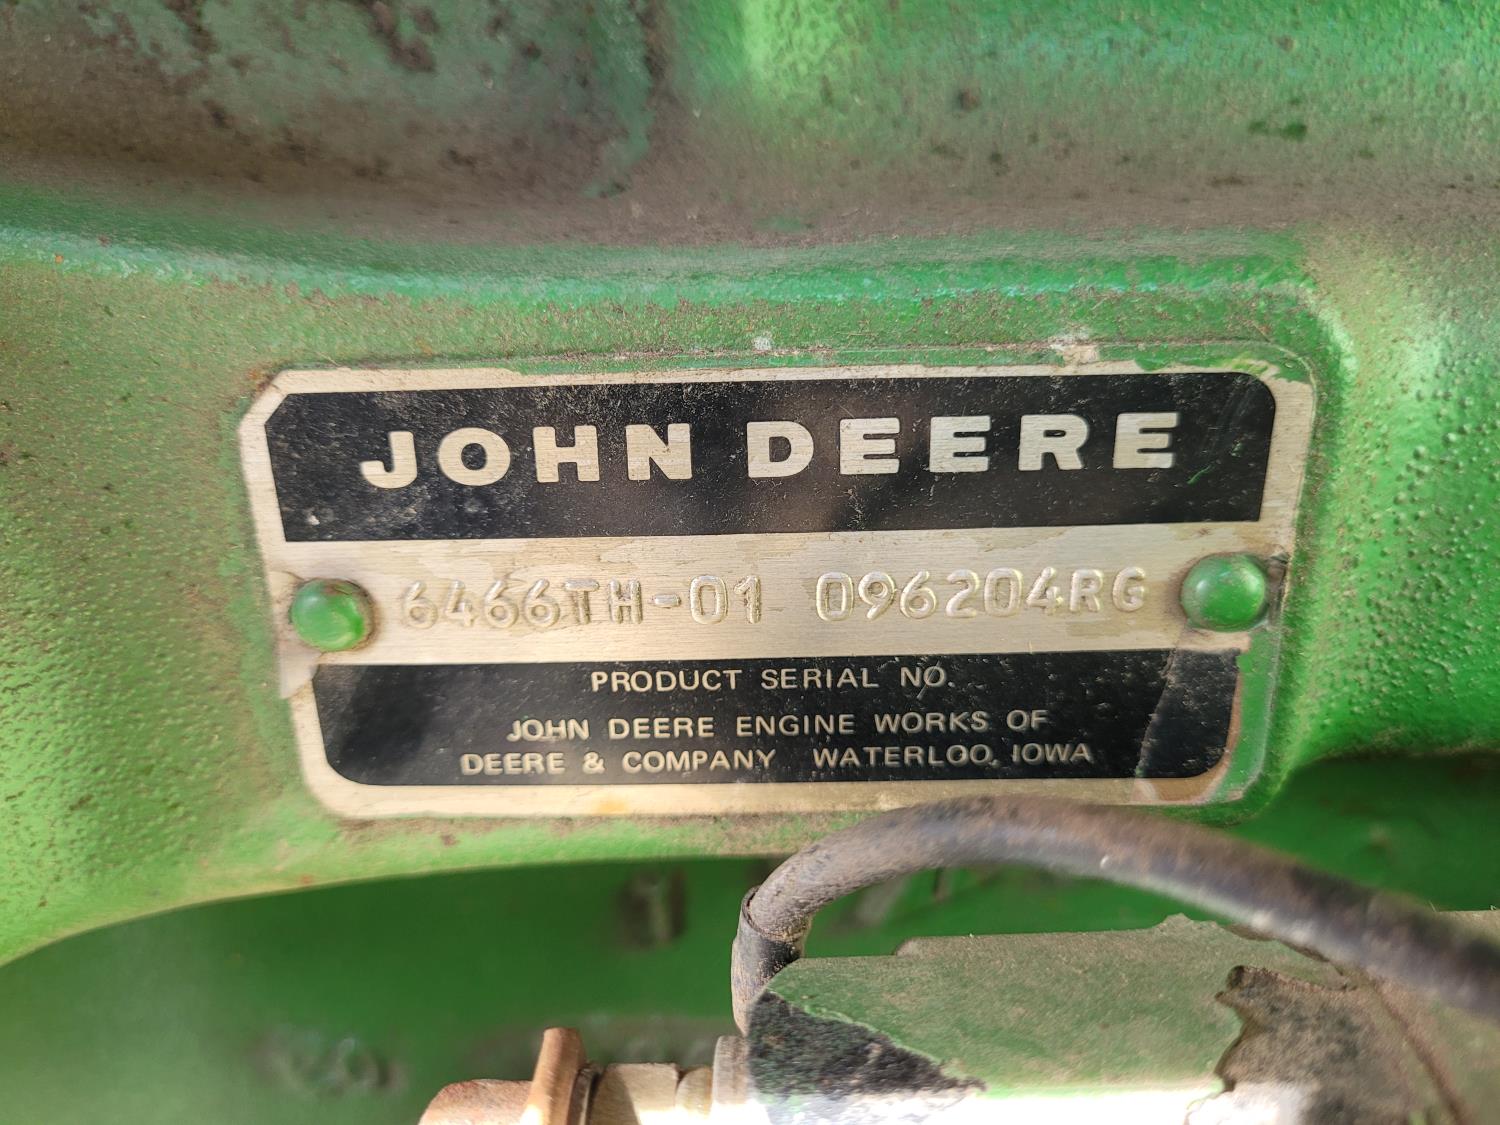 JOHN DEERE
6466TH-01 096204RG
PRODUCT SERIAL NO.
JOHN DEERE ENGINE WORKS OF
DEERE & COMPANY WATERLOO, IOWA